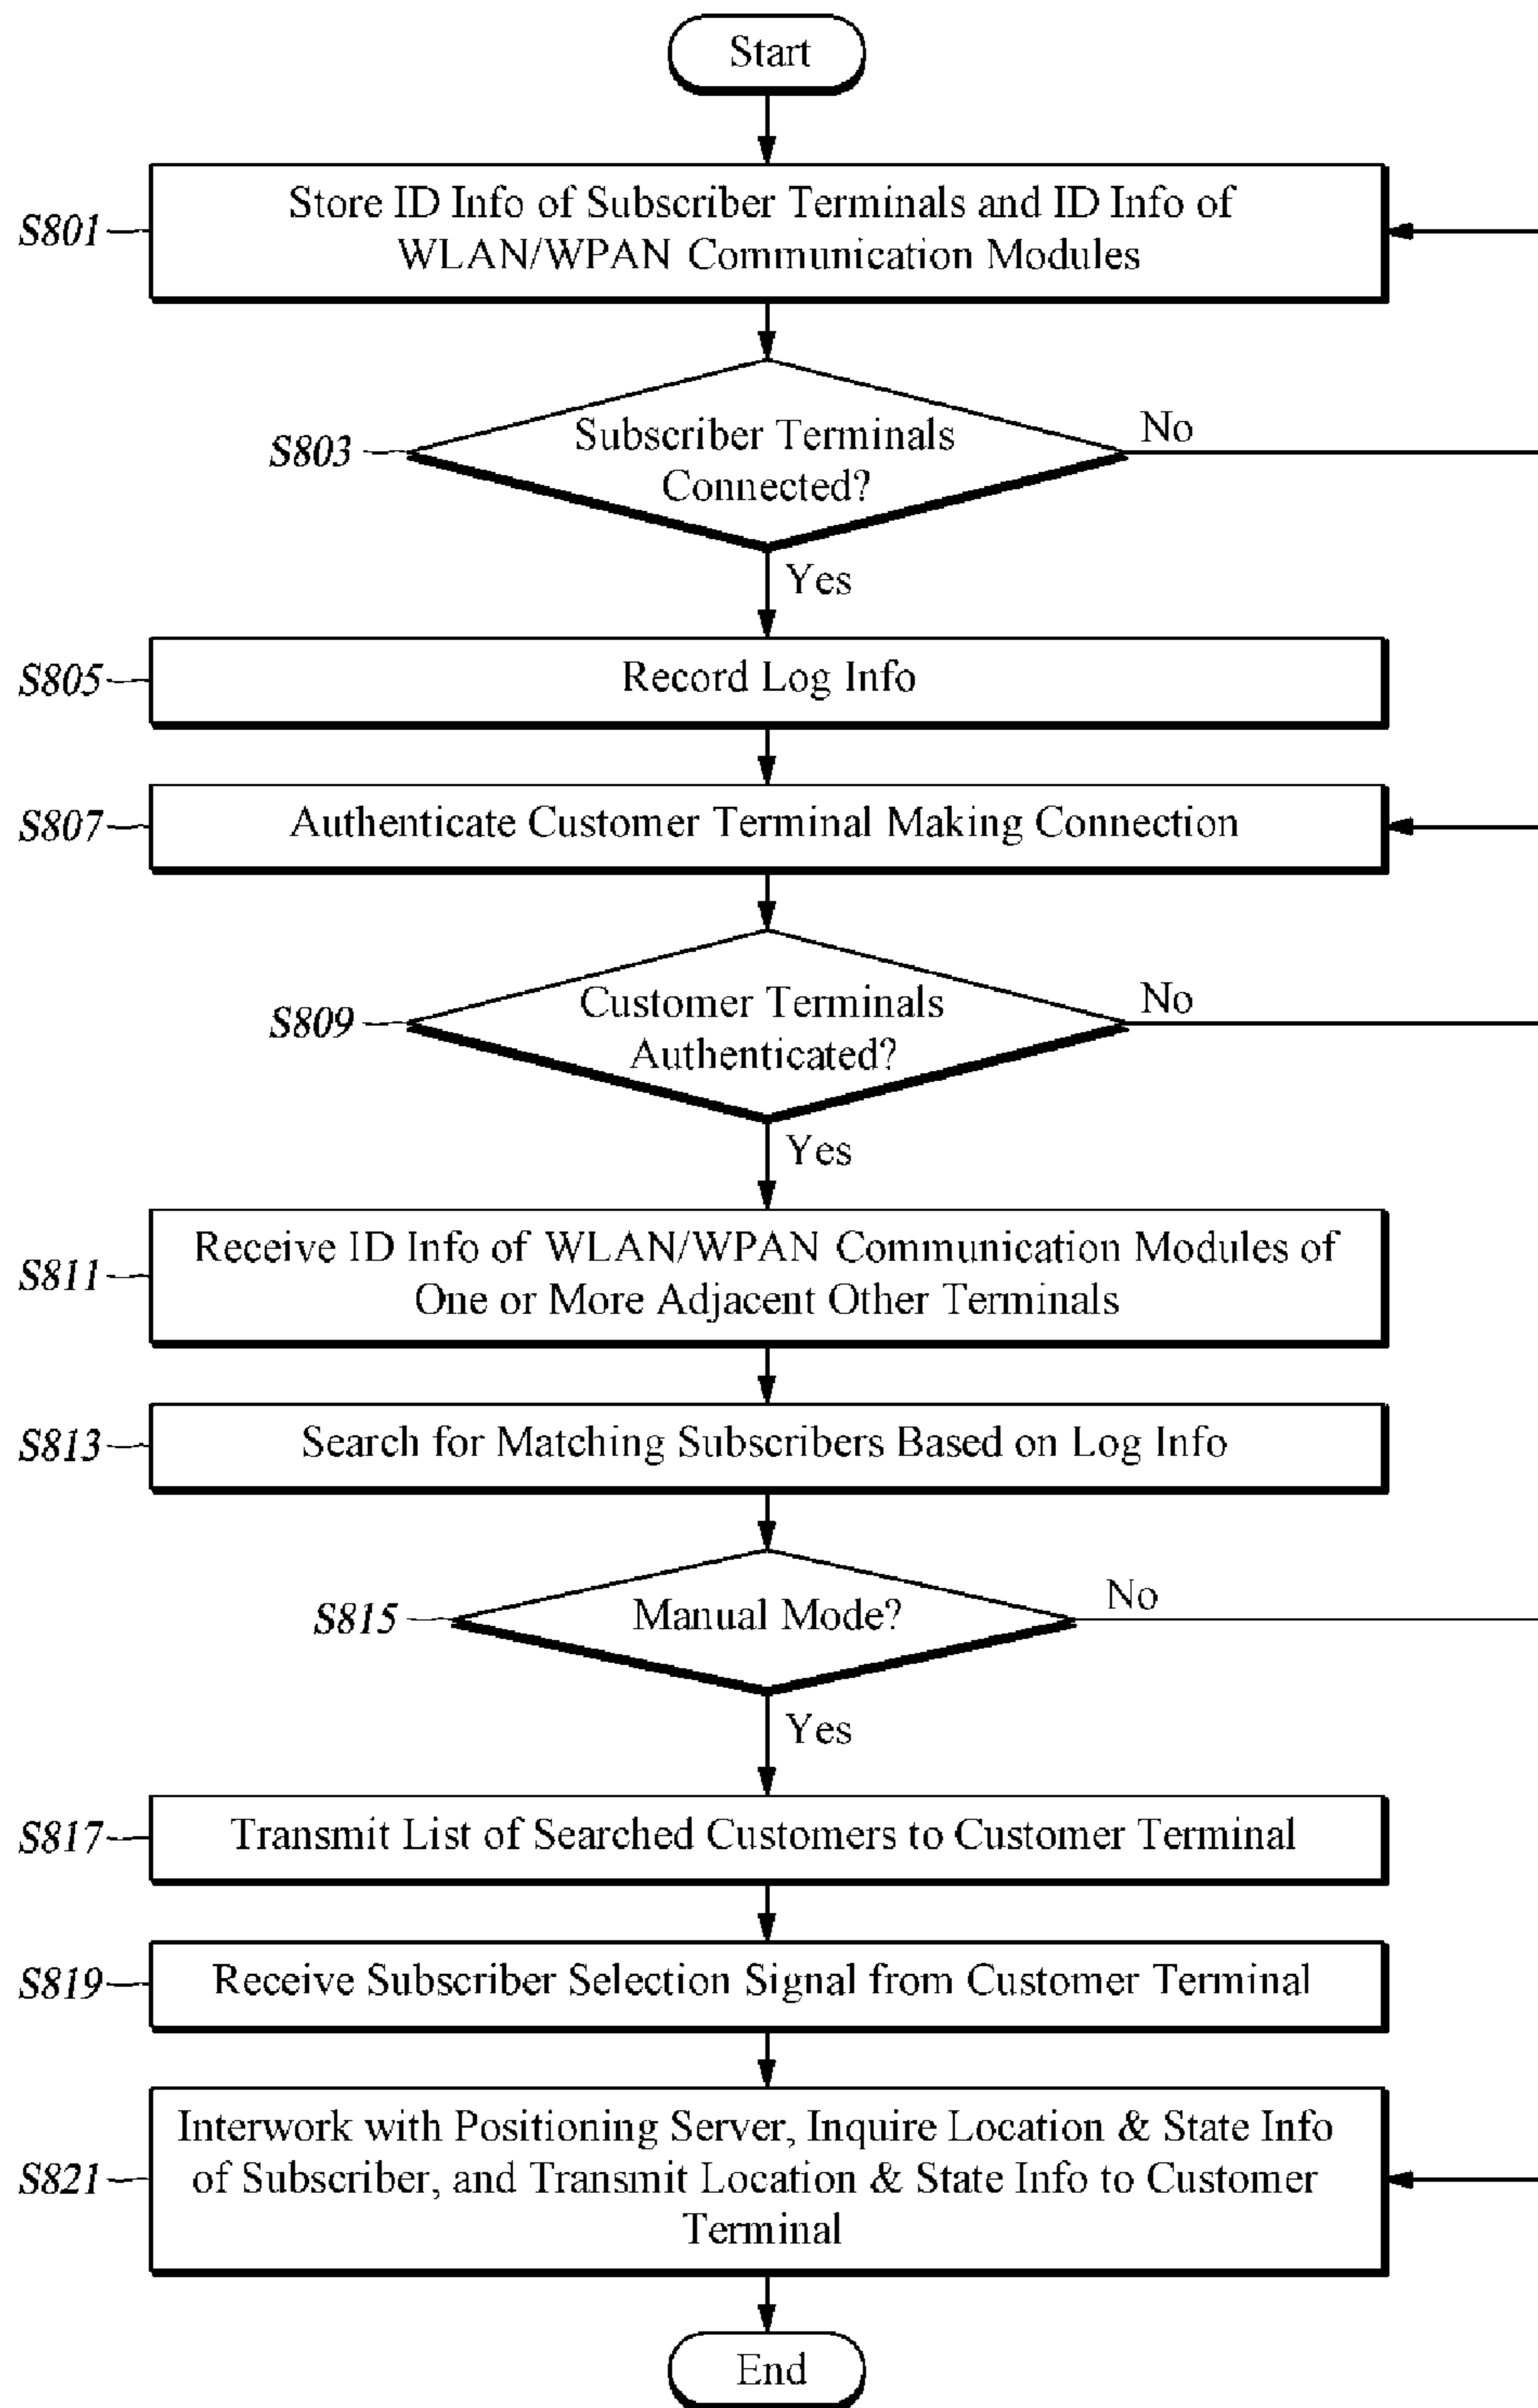 Start
S801
Store ID Info of Subscriber Terminals and ID Info of
WLAN/WPAN Communication Modules
S803
Subscriber Terminals
Connected?
No
Yes
S805
Record Log Info
S807
Authenticate Customer Terminal Making Connection
S809
Customer Terminals
Authenticated?
No
Yes
S811
Receive ID Info of WLAN/WPAN Communication Modules of
One or More Adjacent Other Terminals
S813
Search for Matching Subscribers Based on Log Info
S815
Manual Mode?
No
Yes
S817
Transmit List of Searched Customers to Customer Terminal
S819
Receive Subscriber Selection Signal from Customer Terminal
S821
Interwork with Positioning Server, Inquire Location & State Info
of Subscriber, and Transmit Location & State Info to Customer
Terminal
End